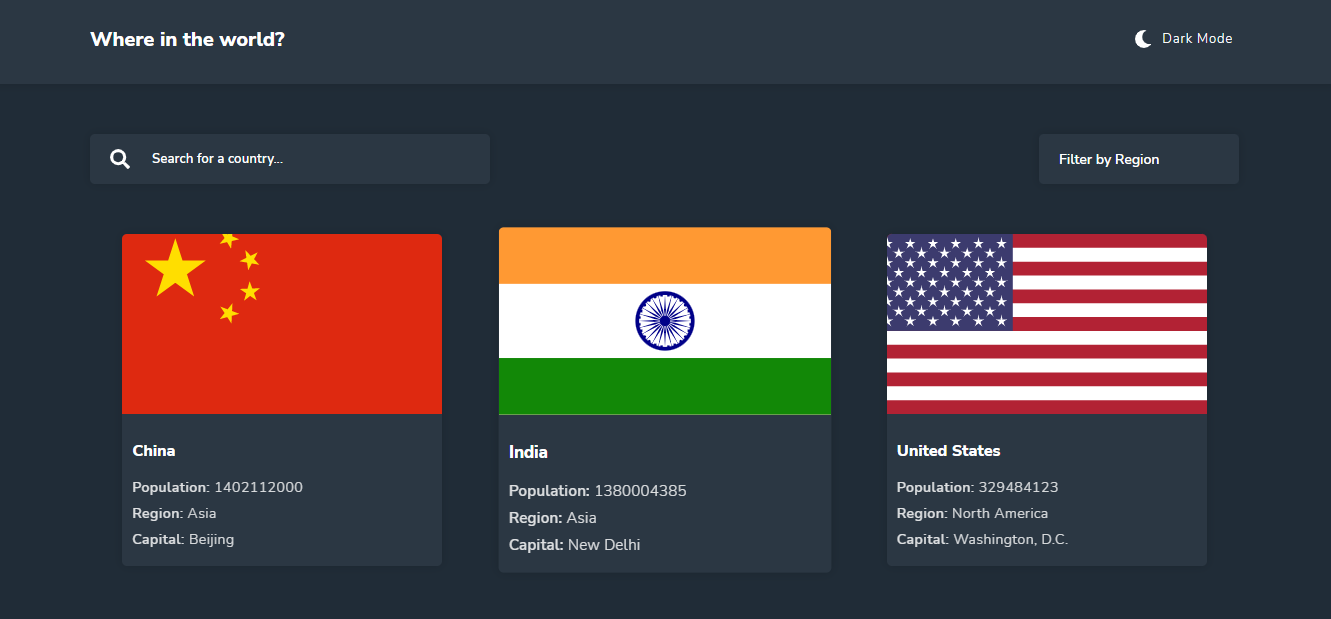 Where in the world?
Dark Mode
Search for a country...
Filter by Region
China
Population: 1402112000
Region: Asia
Capital: Beijing
India
Population: 1380004385
Region: Asia
Capital: New Delhi
United States
Population: 329484123
Region: North America
Capital: Washington, D.C.